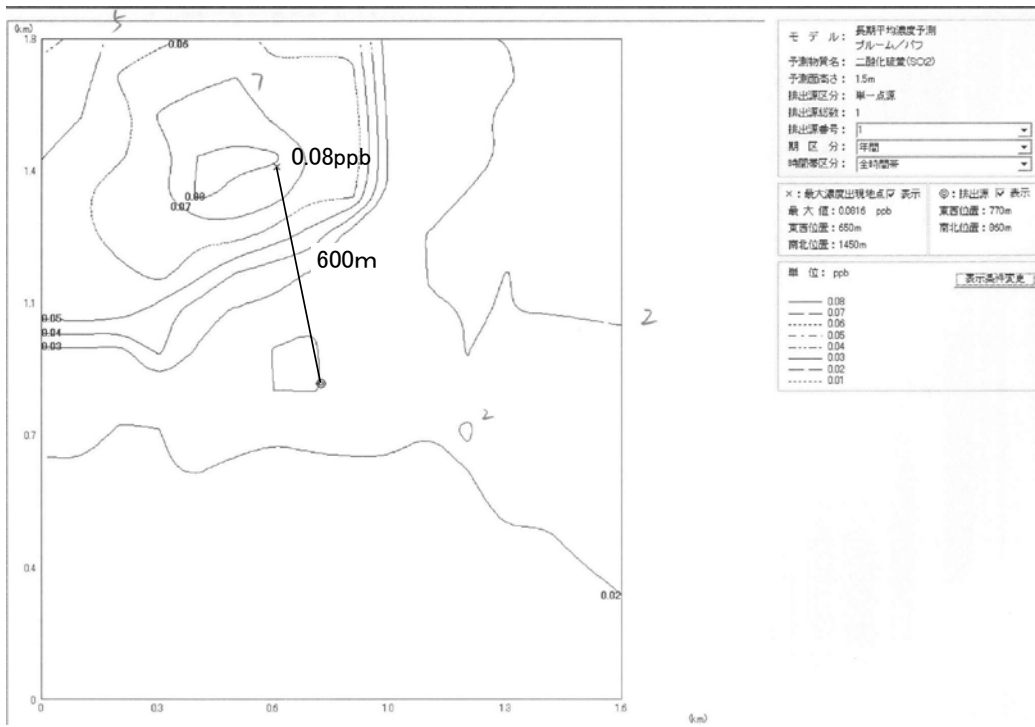 5
(km)
1.8
0.06
7
1.4
0.08ppb
0.08
0.07
600m
1.1
0.05
0.04
0.03
2
2
0.7
0.4
0.02
0
0
0.3
0.6
1.0
1.3
1.6
(km)
モデル： 長期平均濃度予測
プルーム／パフ
予測物質名： 二酸化硫黄(SO2)
予測面高さ： 1.5m
排出源区分： 単一点源
排出源総数： 1
排出源番号： 1
期区分： 年間
時間帯区分： 全時間帯
×：最大濃度出現地点 表示
最大値：0.0816 ppb
東西位置：650m
南北位置：1450m
◎：排出源 表示
東西位置：770m
南北位置：860m
単位： ppb
表示条件変更
0.08
0.07
0.06
0.05
0.04
0.03
0.02
0.01